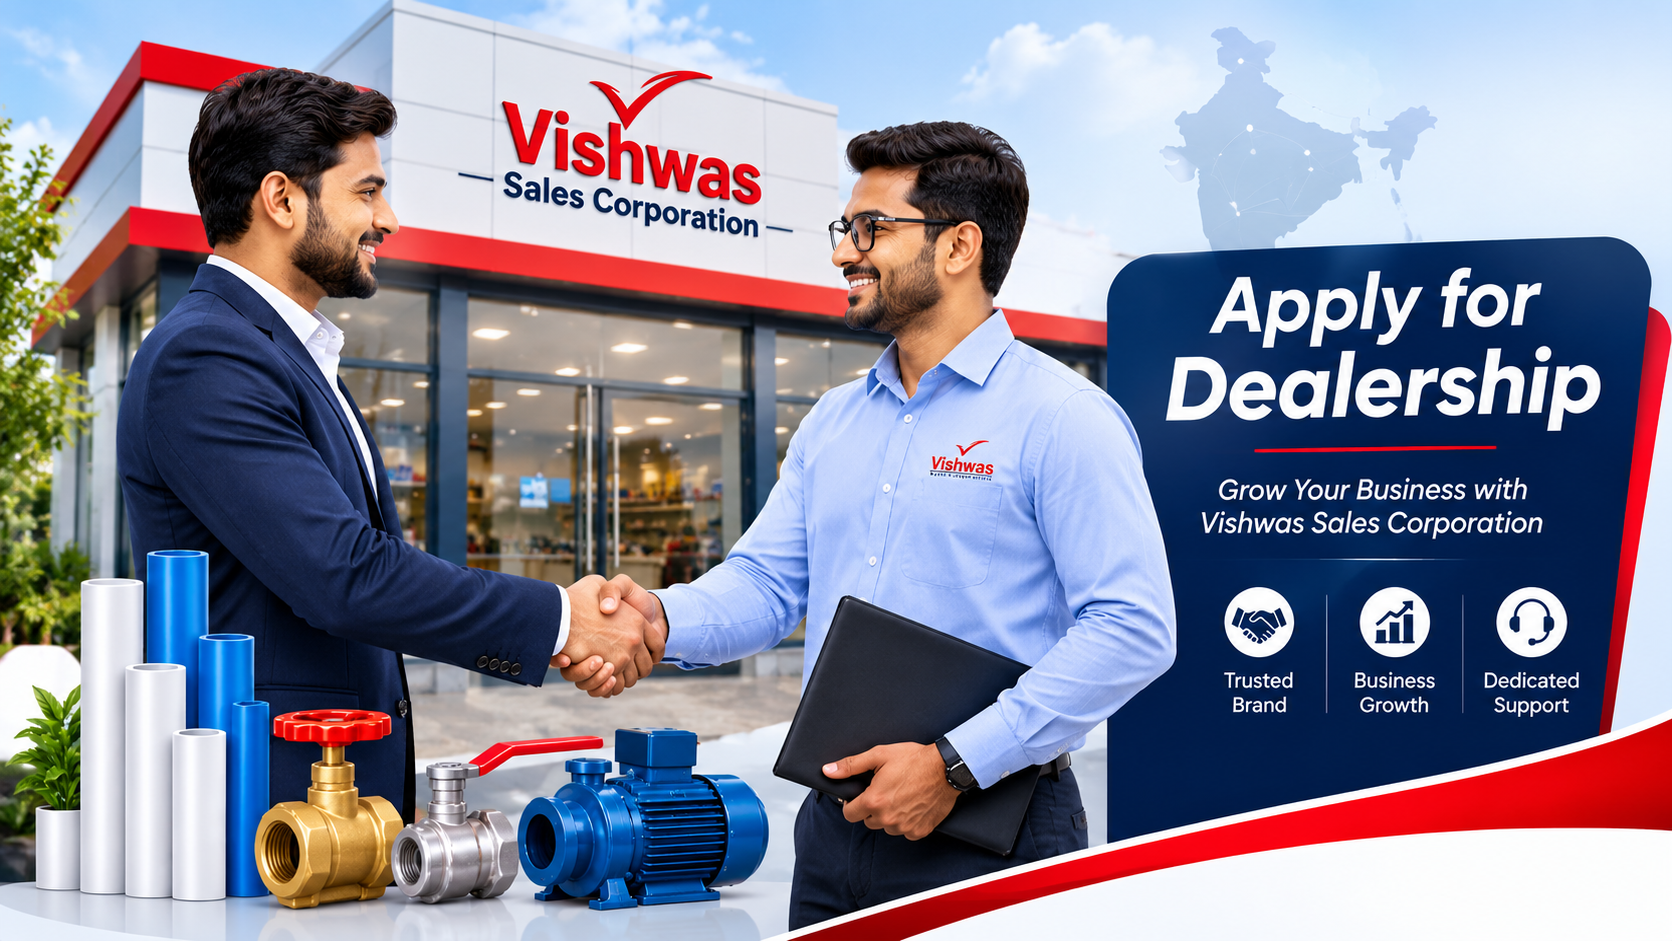 Vishwas
Sales Corporation
Vishwas
Apply for
Dealership
Grow Your Business with
Vishwas Sales Corporation
Trusted
Brand
Business
Growth
Dedicated
Support